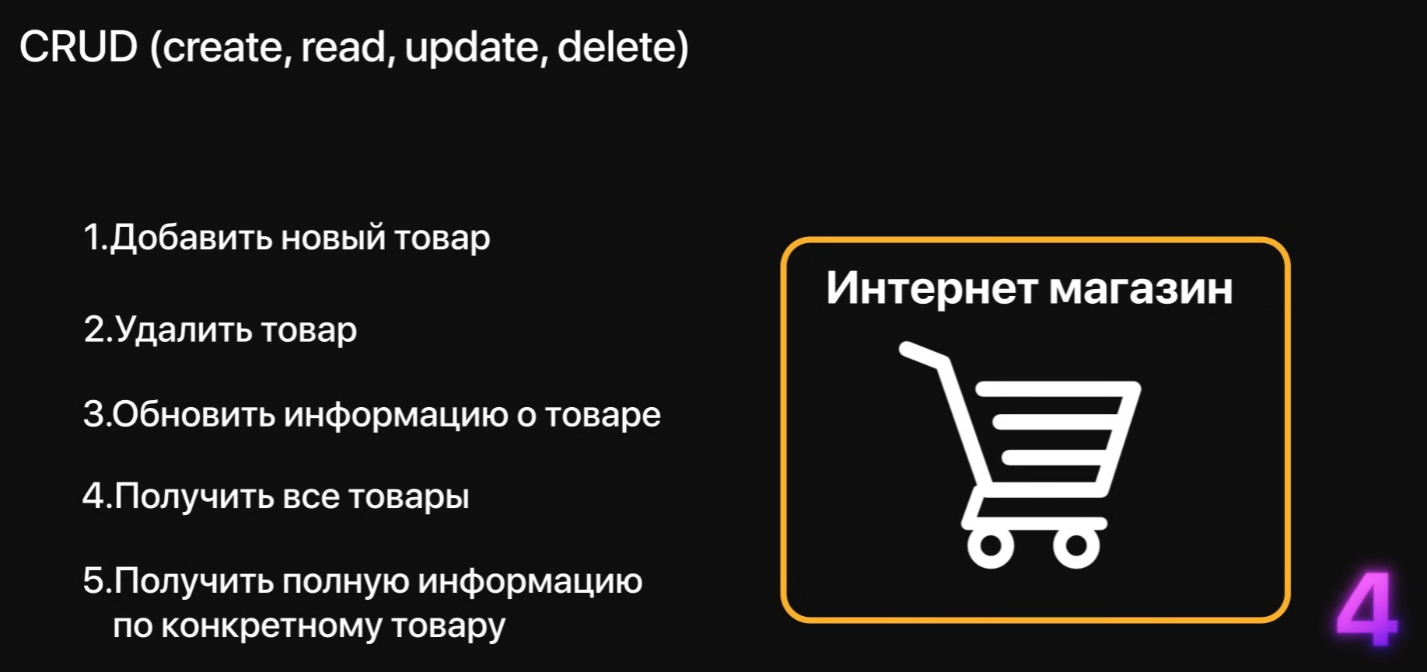 CRUD (create, read, update, delete)
1.Добавить новый товар
2.Удалить товар
3.Обновить информацию о товаре
4.Получить все товары
5.Получить полную информацию
по конкретному товару
Интернет магазин
4